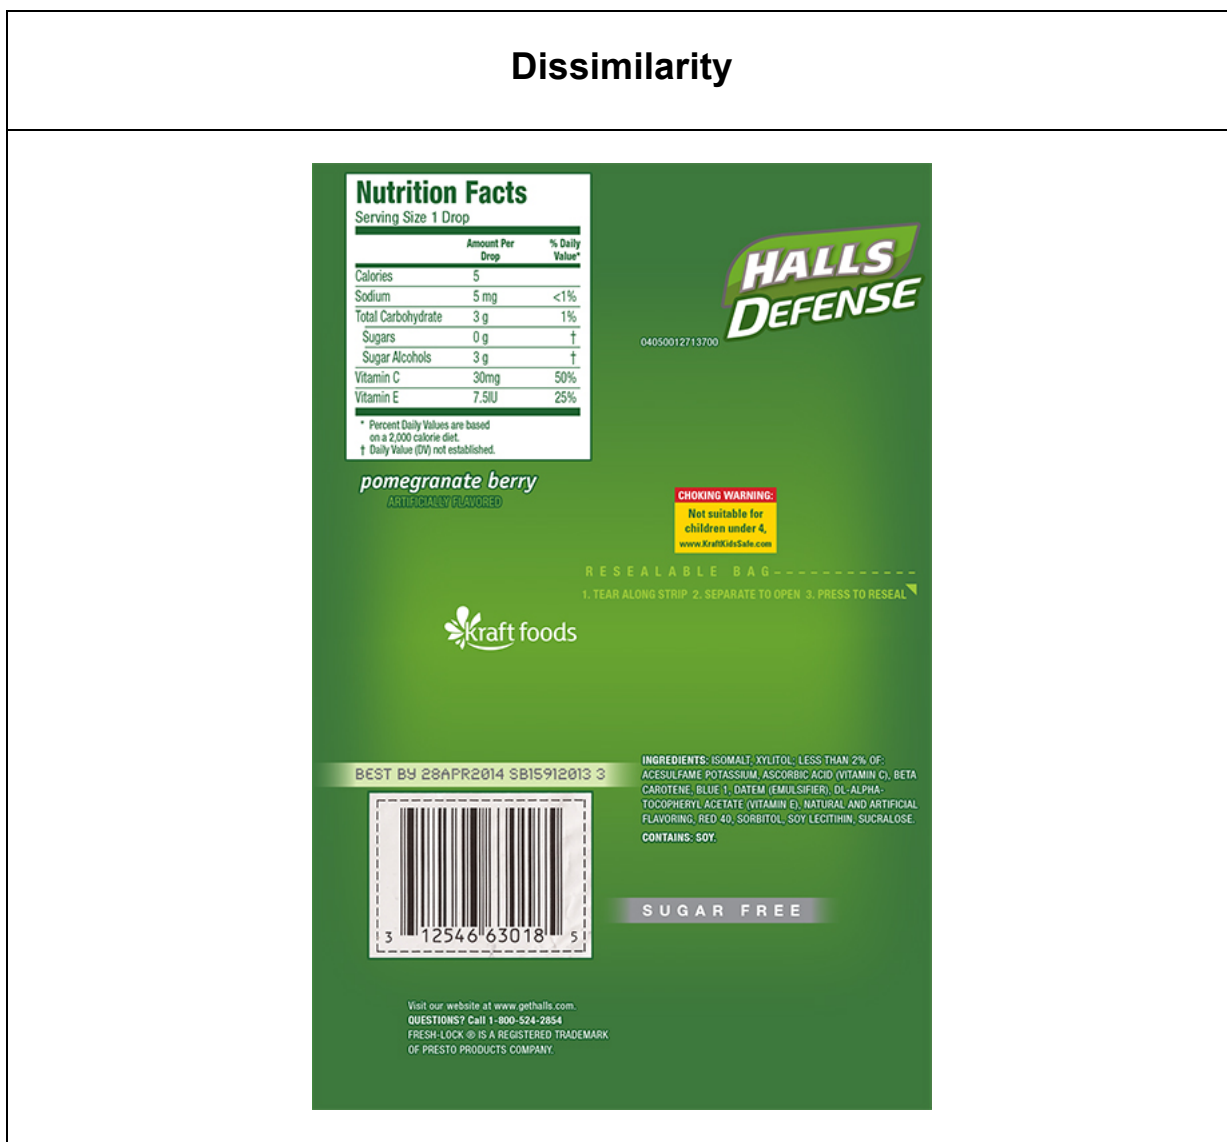 Dissimilarity
Nutrition Facts
Serving Size 1 Drop
Amount Per Drop % Daily Value*
Calories 5
Sodium 5 mg <1%
Total Carbohydrate 3 g 1%
Sugars 0 g †
Sugar Alcohols 3 g †
Vitamin C 30mg 50%
Vitamin E 7.5IU 25%
* Percent Daily Values are based
on a 2,000 calorie diet.
† Daily Value (DV) not established.
pomegranate berry
ARTIFICIALLY FLAVORED
HALLS
DEFENSE
04050012713700
CHOKING WARNING:
Not suitable for
children under 4,
www.KraftKidsSafe.com
RESEALABLE BAG
1. TEAR ALONG STRIP 2. SEPARATE TO OPEN 3. PRESS TO RESEAL
kraft foods
BEST BY 28APR2014 SB15912013 3
3 12546 63018 5
INGREDIENTS: ISOMALT, XYLITOL; LESS THAN 2% OF:
ACESULFAME POTASSIUM, ASCORBIC ACID (VITAMIN C), BETA
CAROTENE, BLUE 1, DATEM (EMULSIFIER), DL-ALPHA-
TOCOPHERYL ACETATE (VITAMIN E), NATURAL AND ARTIFICIAL
FLAVORING, RED 40, SORBITOL, SOY LECITIHIN, SUCRALOSE.
CONTAINS: SOY.
SUGAR FREE
Visit our website at www.gethalls.com.
QUESTIONS? Call 1-800-524-2854
FRESH-LOCK ® IS A REGISTERED TRADEMARK
OF PRESTO PRODUCTS COMPANY.